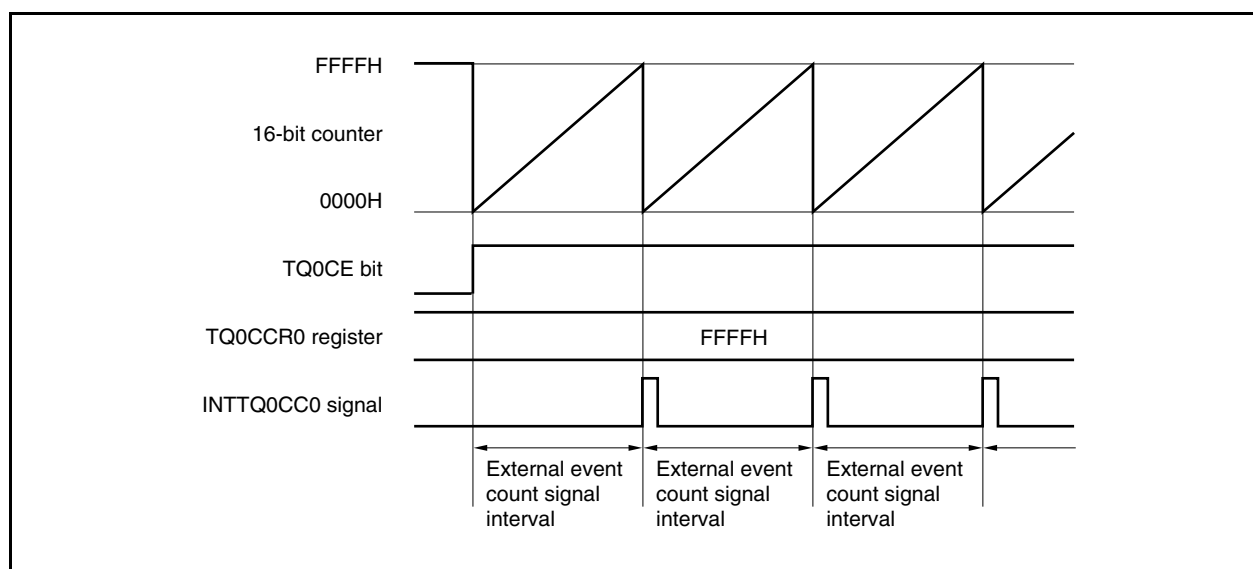 FFFFH
16-bit counter
0000H
TQ0CE bit
TQ0CCR0 register
FFFFH
INTTQ0CC0 signal
External event
count signal
interval
External event
count signal
interval
External event
count signal
interval